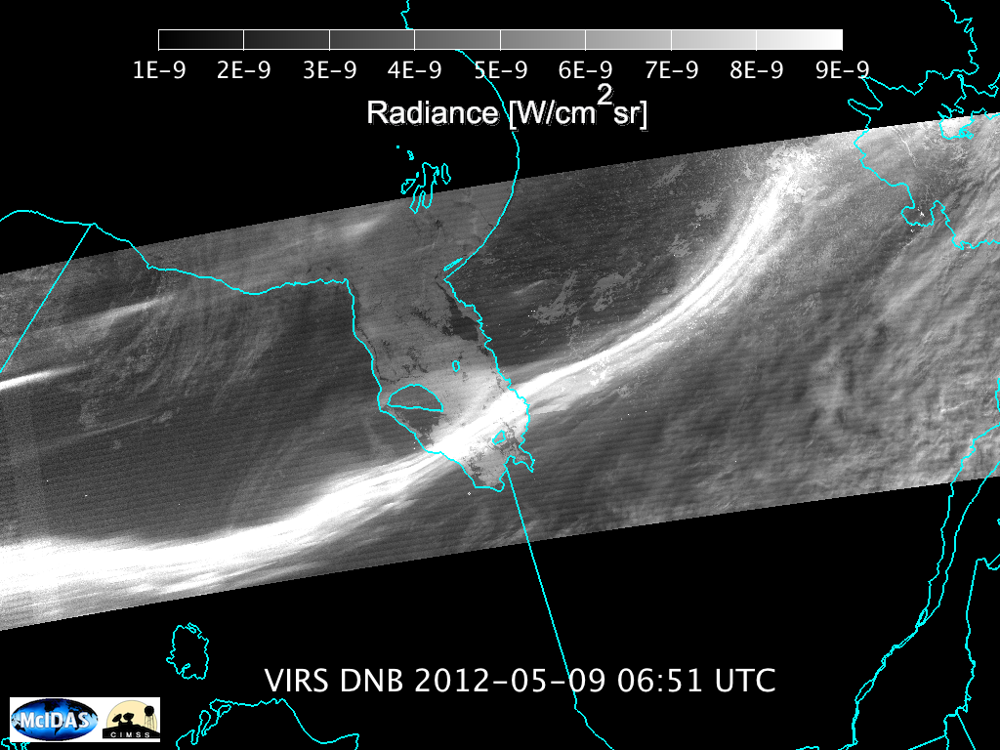 1E-9 2E-9 3E-9 4E-9 5E-9 6E-9 7E-9 8E-9 9E-9
Radiance [W/cm²sr]
VIRS DNB 2012-05-09 06:51 UTC
McIDAS
CIMSS